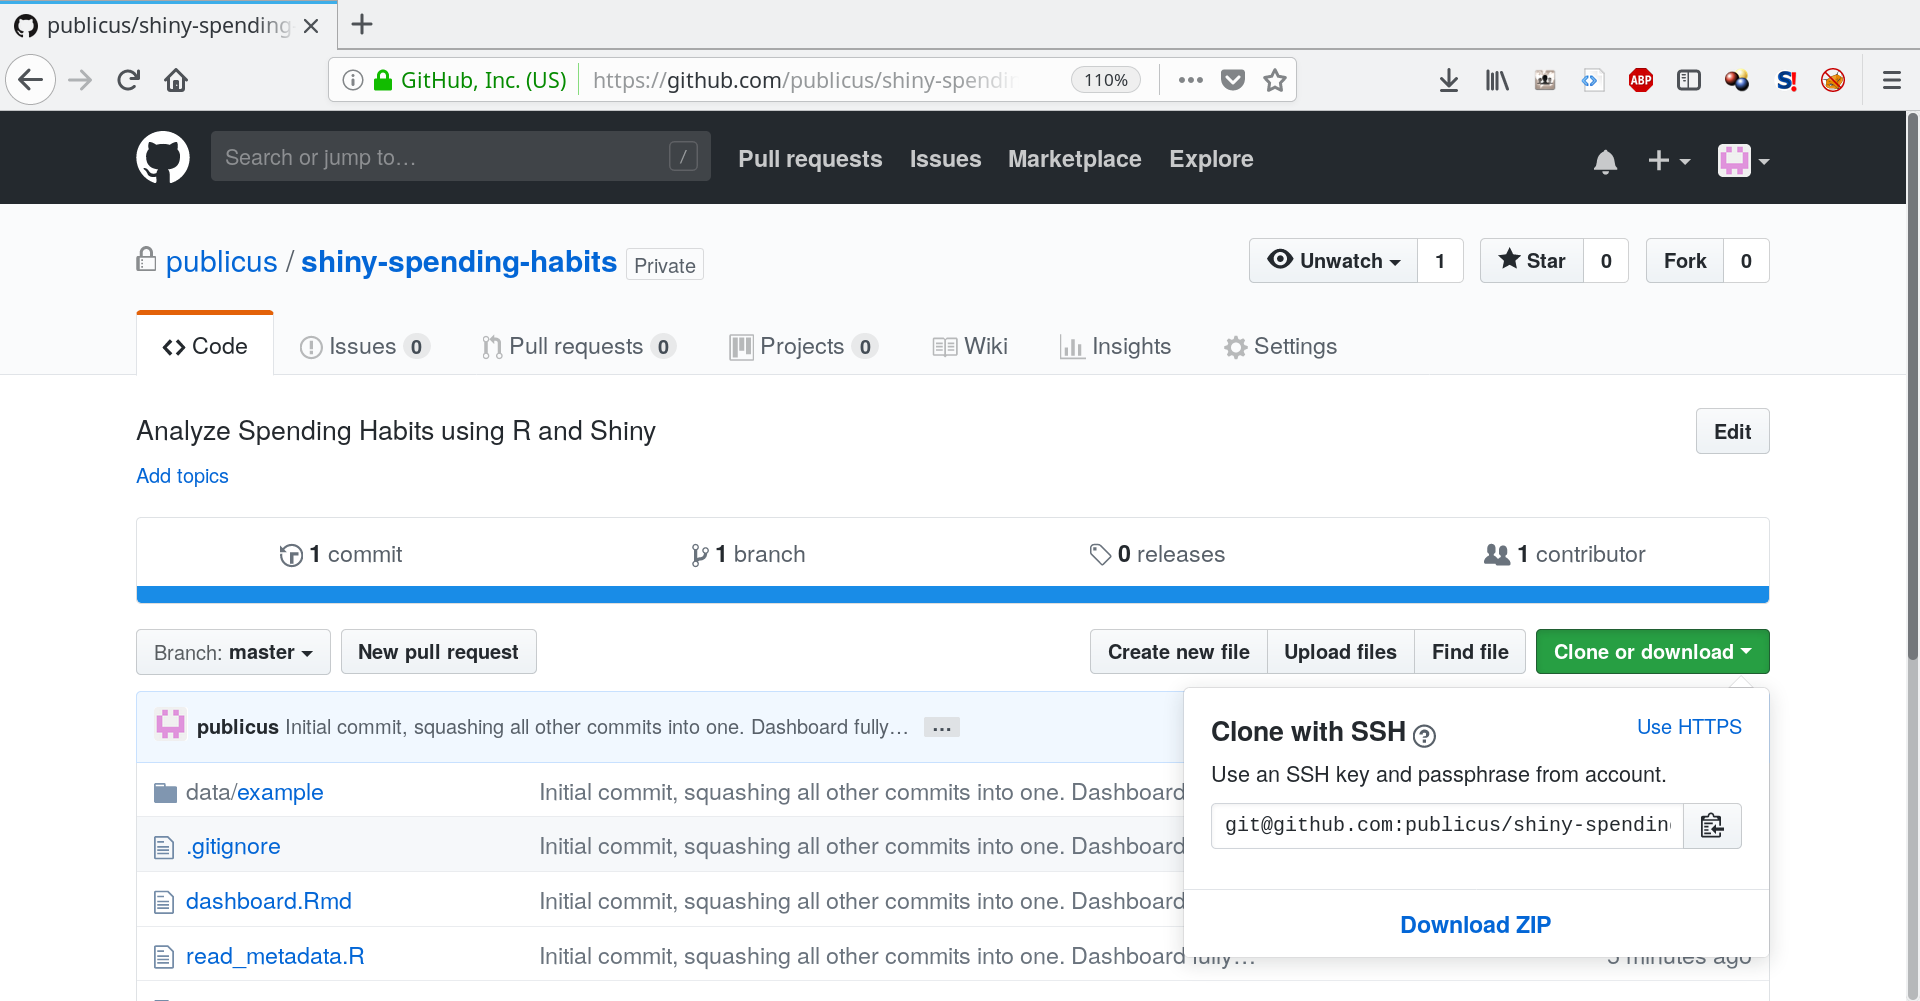 publicus/shiny-spending
GitHub, Inc. (US) https://github.com/publicus/shiny-spendin 110% ABP S!
Search or jump to… / Pull requests Issues Marketplace Explore
publicus / shiny-spending-habits Private Unwatch 1 Star 0 Fork 0
Code Issues 0 Pull requests 0 Projects 0 Wiki Insights Settings
Analyze Spending Habits using R and Shiny Edit
Add topics
1 commit 1 branch 0 releases 1 contributor
Branch: master New pull request Create new file Upload files Find file Clone or download
publicus Initial commit, squashing all other commits into one. Dashboard fully… …
Clone with SSH ? Use HTTPS
Use an SSH key and passphrase from account.
git@github.com:publicus/shiny-spendin
Download ZIP
data/example Initial commit, squashing all other commits into one. Dashboard
.gitignore Initial commit, squashing all other commits into one. Dashboard
dashboard.Rmd Initial commit, squashing all other commits into one. Dashboard
read_metadata.R Initial commit, squashing all other commits into one. Dashboard fully… 5 minutes ago